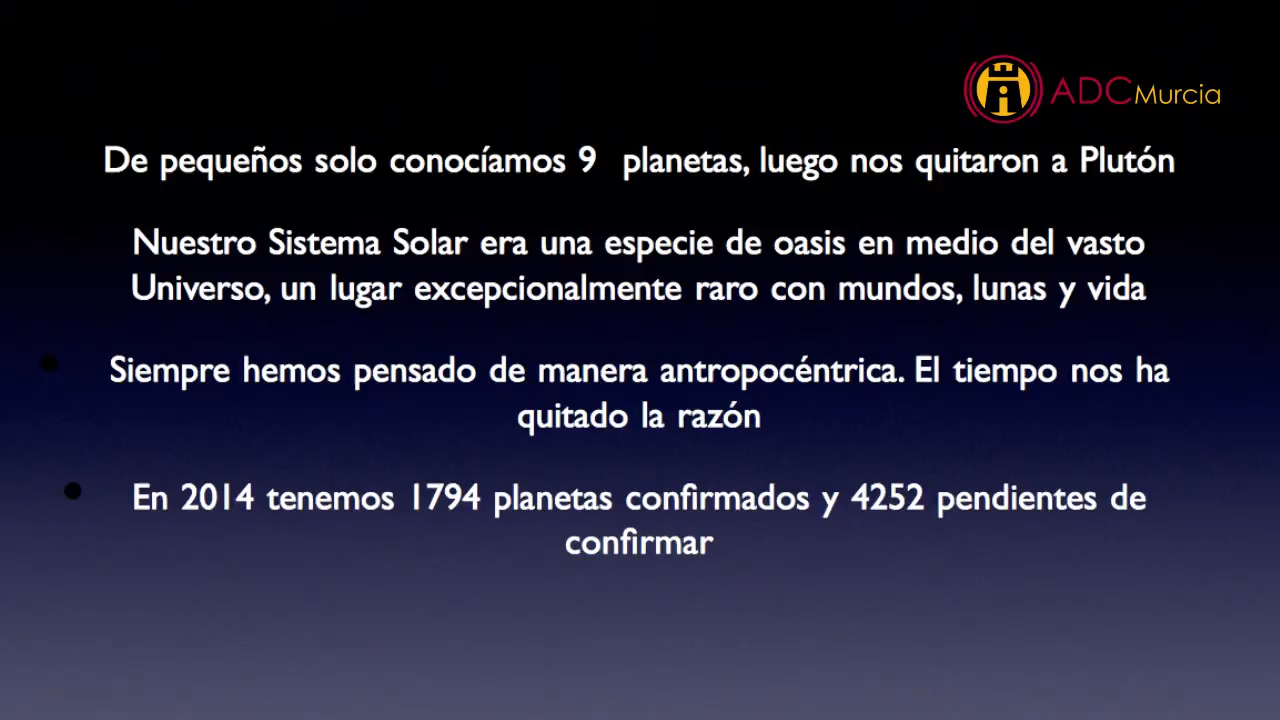 ADCMurcia
De pequeños solo conocíamos 9 planetas, luego nos quitaron a Plutón
Nuestro Sistema Solar era una especie de oasis en medio del vasto
Universo, un lugar excepcionalmente raro con mundos, lunas y vida
Siempre hemos pensado de manera antropocéntrica. El tiempo nos ha
quitado la razón
En 2014 tenemos 1794 planetas confirmados y 4252 pendientes de
confirmar